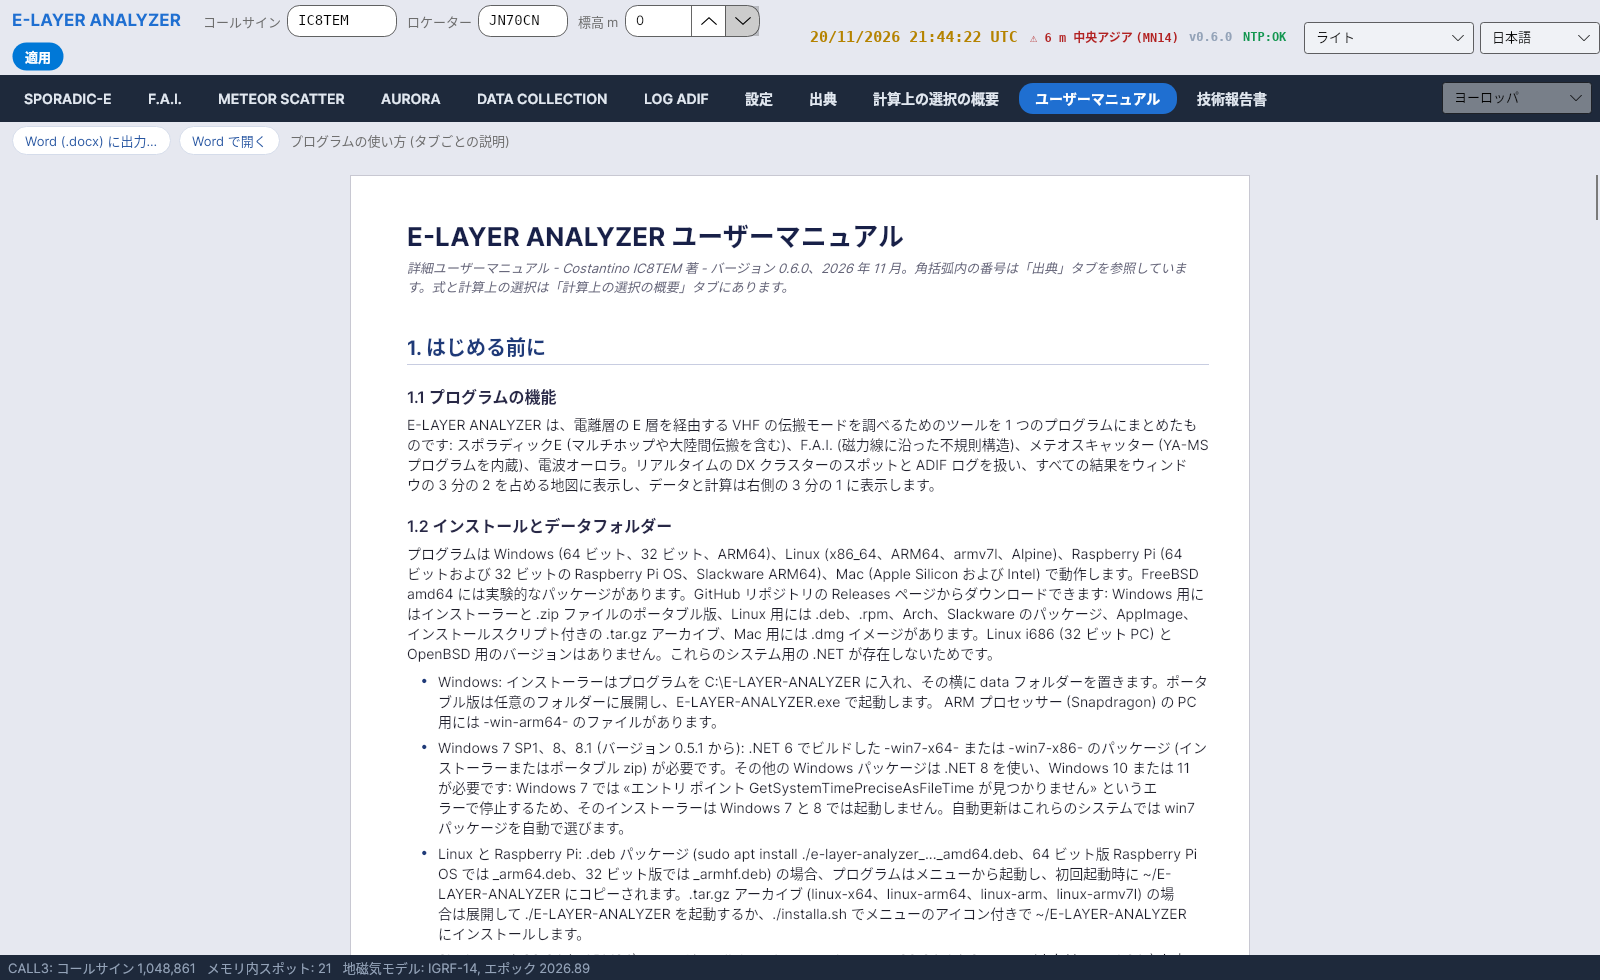 E-LAYER ANALYZER コールサイン IC8TEM ロケーター JN70CN 標高 m 0
適用
20/11/2026 21:44:22 UTC ⚠ 6 m 中央アジア (MN14) v0.6.0 NTP:OK ライト 日本語
SPORADIC-E F.A.I. METEOR SCATTER AURORA DATA COLLECTION LOG ADIF 設定 出典 計算上の選択の概要 ユーザーマニュアル 技術報告書 ヨーロッパ
Word (.docx) に出力... Word で開く プログラムの使い方 (タブごとの説明)
E-LAYER ANALYZER ユーザーマニュアル
詳細ユーザーマニュアル - Costantino IC8TEM 著 - バージョン 0.6.0、2026 年 11 月。角括弧内の番号は「出典」タブを参照していま
す。式と計算上の選択は「計算上の選択の概要」タブにあります。
1. はじめる前に
1.1 プログラムの機能
E-LAYER ANALYZER は、電離層の E 層を経由する VHF の伝搬モードを調べるためのツールを 1 つのプログラムにまとめたも
のです: スポラディックE (マルチホップや大陸間伝搬を含む)、F.A.I. (磁力線に沿った不規則構造)、メテオスキャッター (YA-MS
プログラムを内蔵)、電波オーロラ。リアルタイムの DX クラスターのスポットと ADIF ログを扱い、すべての結果をウィンド
ウの 3 分の 2 を占める地図に表示し、データと計算は右側の 3 分の 1 に表示します。
1.2 インストールとデータフォルダー
プログラムは Windows (64 ビット、32 ビット、ARM64)、Linux (x86_64、ARM64、armv7l、Alpine)、Raspberry Pi (64
ビットおよび 32 ビットの Raspberry Pi OS、Slackware ARM64)、Mac (Apple Silicon および Intel) で動作します。FreeBSD
amd64 には実験的なパッケージがあります。GitHub リポジトリの Releases ページからダウンロードできます: Windows 用に
はインストーラーと .zip ファイルのポータブル版、Linux 用には .deb、.rpm、Arch、Slackware のパッケージ、AppImage、
インストールスクリプト付きの .tar.gz アーカイブ、Mac 用には .dmg イメージがあります。Linux i686 (32 ビット PC) と
OpenBSD 用のバージョンはありません。これらのシステム用の .NET が存在しないためです。
• Windows: インストーラーはプログラムを C:\E-LAYER-ANALYZER に入れ、その横に data フォルダーを置きます。ポータ
ブル版は任意のフォルダーに展開し、E-LAYER-ANALYZER.exe で起動します。 ARM プロセッサー (Snapdragon) の PC
用には -win-arm64- のファイルがあります。
• Windows 7 SP1、8、8.1 (バージョン 0.5.1 から): .NET 6 でビルドした -win7-x64- または -win7-x86- のパッケージ (イン
ストーラーまたはポータブル zip) が必要です。その他の Windows パッケージは .NET 8 を使い、Windows 10 または 11
が必要です: Windows 7 では «エントリ ポイント GetSystemTimePreciseAsFileTime が見つかりません» というエ
ラーで停止するため、そのインストーラーは Windows 7 と 8 では起動しません。自動更新はこれらのシステムでは win7
パッケージを自動で選びます。
• Linux と Raspberry Pi: .deb パッケージ (sudo apt install ./e-layer-analyzer_..._amd64.deb、64 ビット版 Raspberry Pi
OS では _arm64.deb、32 ビット版では _armhf.deb) の場合、プログラムはメニューから起動し、初回起動時に ~/E-
LAYER-ANALYZER にコピーされます。.tar.gz アーカイブ (linux-x64、linux-arm64、linux-arm、linux-armv7l) の場
合は展開して ./E-LAYER-ANALYZER を起動するか、./installa.sh でメニューのアイコン付きで ~/E-LAYER-ANALYZER
にインストールします。
CALL3: コールサイン 1,048,861 メモリ内スポット: 21 地磁気モデル: IGRF-14, エポック 2026.89